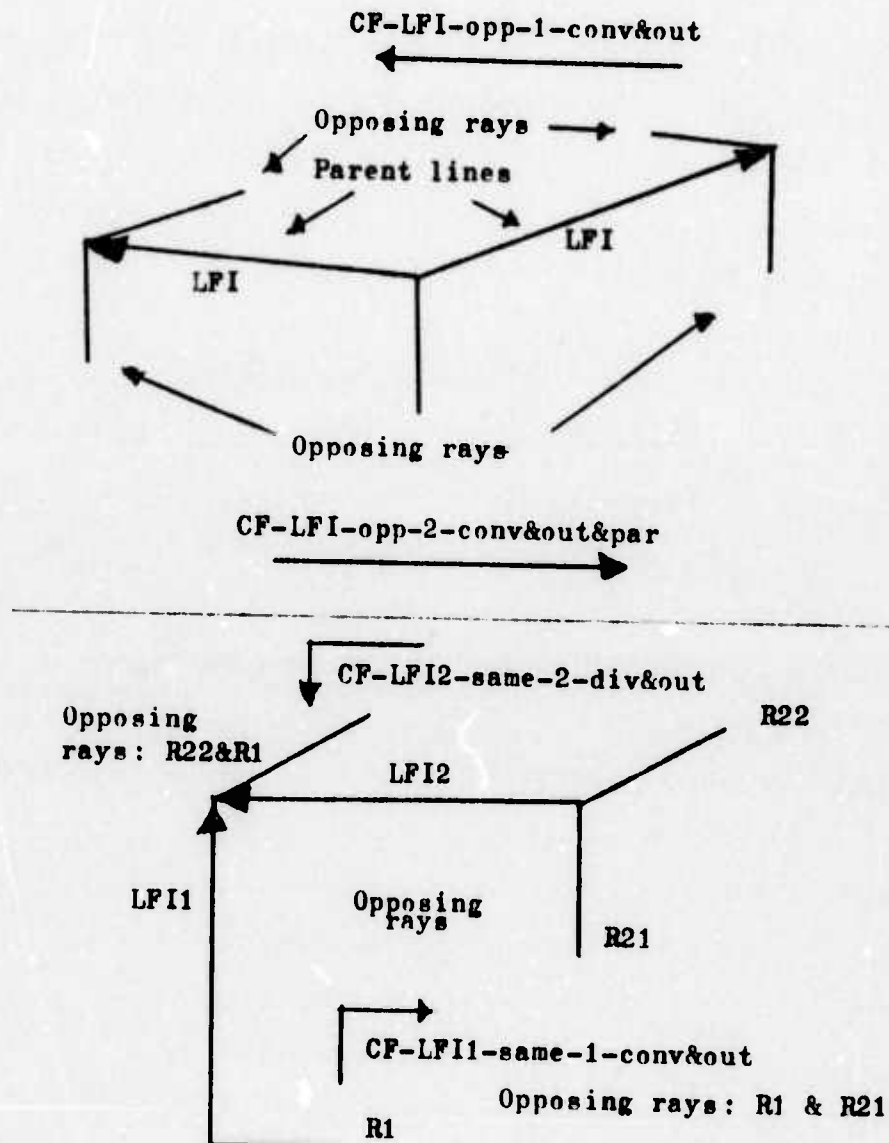 CF-LFI-opp-1-conv&out
Opposing rays
Parent lines
LFI
LFI
Opposing rays
CF-LFI-opp-2-conv&out&par
CF-LFI2-same-2-div&out
Opposing
rays: R22&R1
R22
LFI2
LFI1
Opposing
rays
R21
CF-LFI1-same-1-conv&out
Opposing rays: R1 & R21
R1